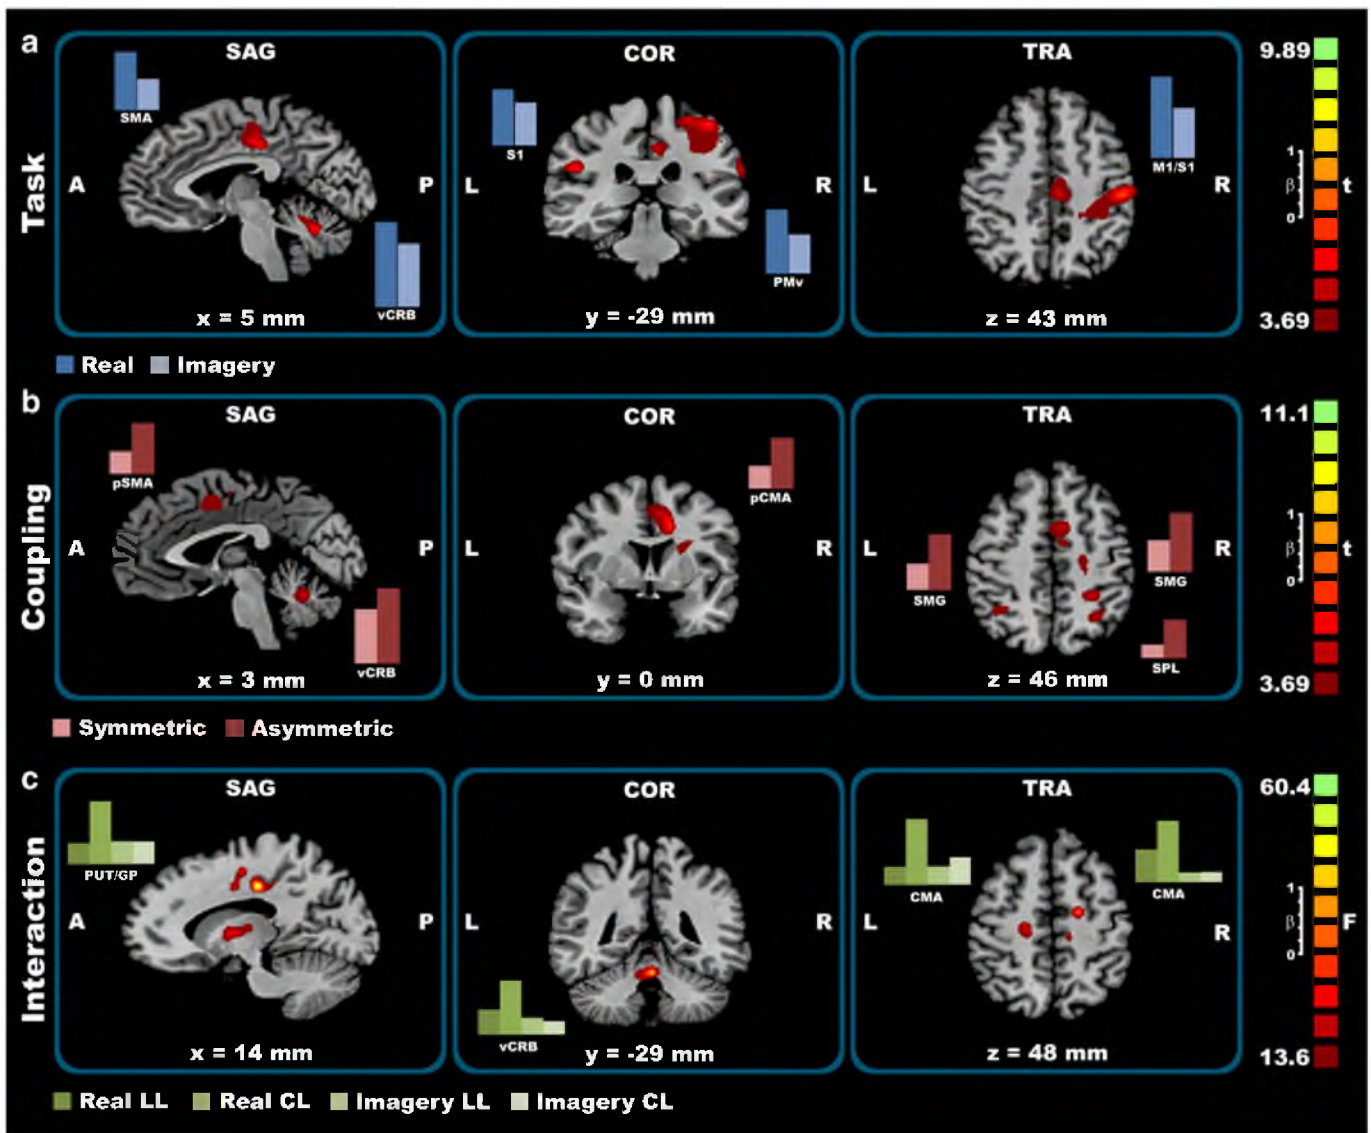 a
Task
SAG
SMA
A
P
vCRB
x = 5 mm
COR
S1
L
R
PMv
y = -29 mm
TRA
M1/S1
L
R
z = 43 mm
9.89
1
β
0
t
3.69
Real Imagery
b
Coupling
SAG
pSMA
A
P
vCRB
x = 3 mm
COR
pCMA
L
R
y = 0 mm
TRA
L
R
SMG
SMG
SPL
z = 46 mm
11.1
1
β
0
t
3.69
Symmetric Asymmetric
c
Interaction
SAG
PUT/GP
A
P
x = 14 mm
COR
L
R
vCRB
y = -29 mm
TRA
CMA
CMA
L
R
z = 48 mm
60.4
1
β
0
F
13.6
Real LL Real CL Imagery LL Imagery CL